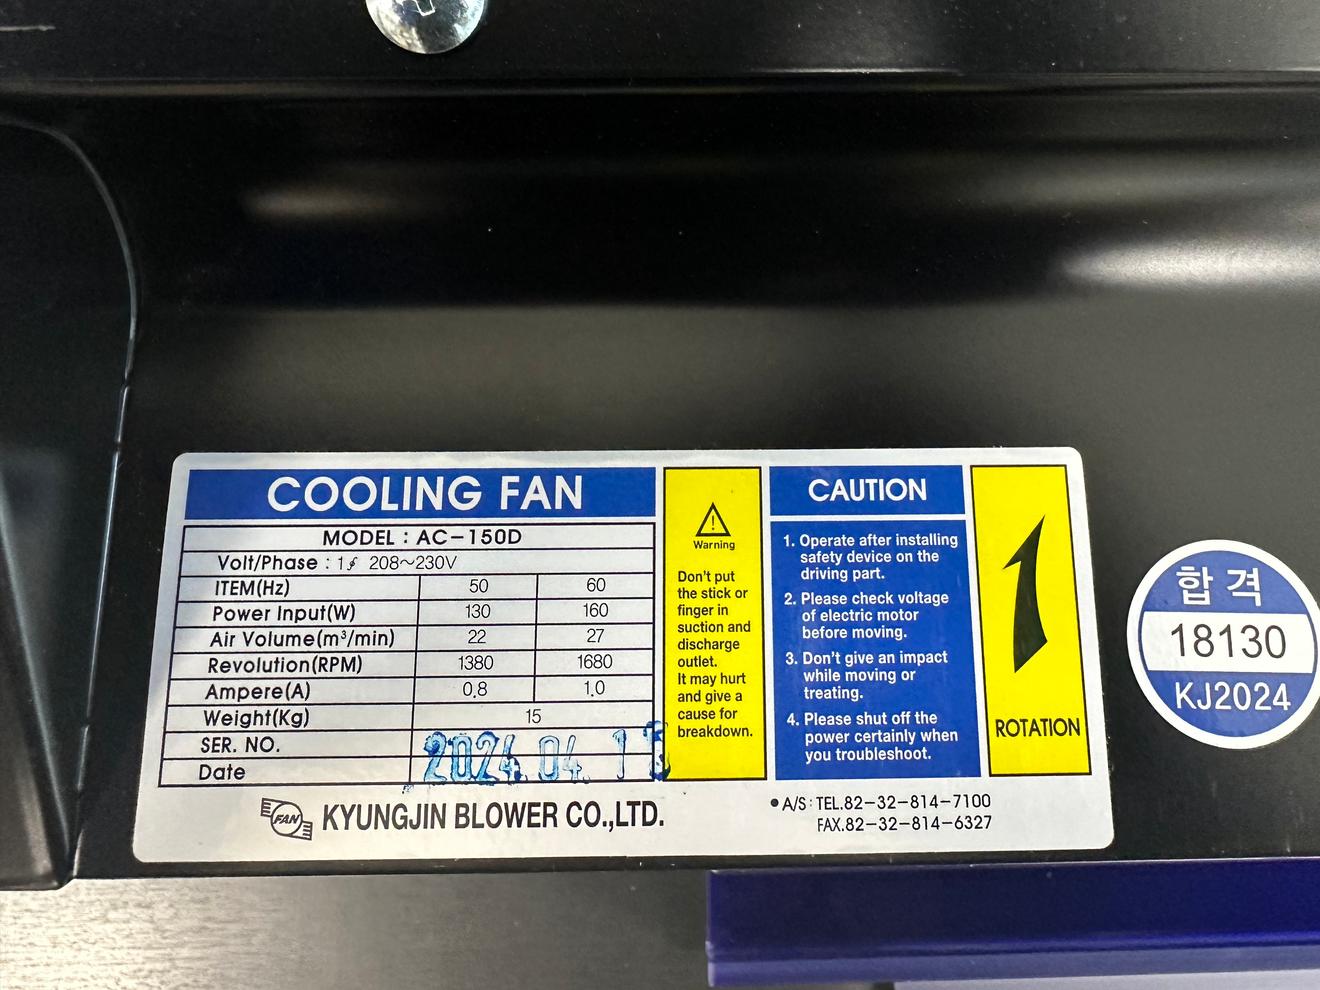 COOLING FAN
MODEL : AC-150D
Volt/Phase : 1∮ 208~230V
ITEM(Hz) 50 60
Power Input(W) 130 160
Air Volume(m³/min) 22 27
Revolution(RPM) 1380 1680
Ampere(A) 0.8 1.0
Weight(Kg) 15
SER. NO.
Date
2024. 04.
FAN
KYUNGJIN BLOWER CO.,LTD.
Warning
Don't put
the stick or
finger in
suction and
discharge
outlet.
It may hurt
and give a
cause for
breakdown.
CAUTION
1. Operate after installing
safety device on the
driving part.
2. Please check voltage
of electric motor
before moving.
3. Don't give an impact
while moving or
treating.
4. Please shut off the
power certainly when
you troubleshoot.
ROTATION
●A/S : TEL.82-32-814-7100
FAX.82-32-814-6327
합격
18130
KJ2024